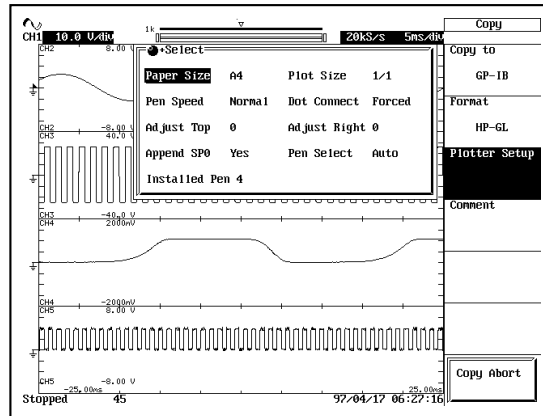 Copy
1k
CH1 10.0 V/div 20kS/s 5ms/div
CH2 8.00 V
+Select
Copy to
GP-IB
Paper Size A4 Plot Size 1/1
Pen Speed Normal Dot Connect Forced
Format
HP-GL
Adjust Top 0 Adjust Right 0
CH2 -8.00 V
CH3 40.0 V
Append SP0 Yes Pen Select Auto
Plotter Setup
Installed Pen 4
Comment
CH3 -40.0 V
CH4 2000mV
CH4 -2000mV
CH5 8.00 V
CH5 -8.00 V
-25.00ms 25.00ms
Copy Abort
Stopped 45 97/04/17 06:27:16